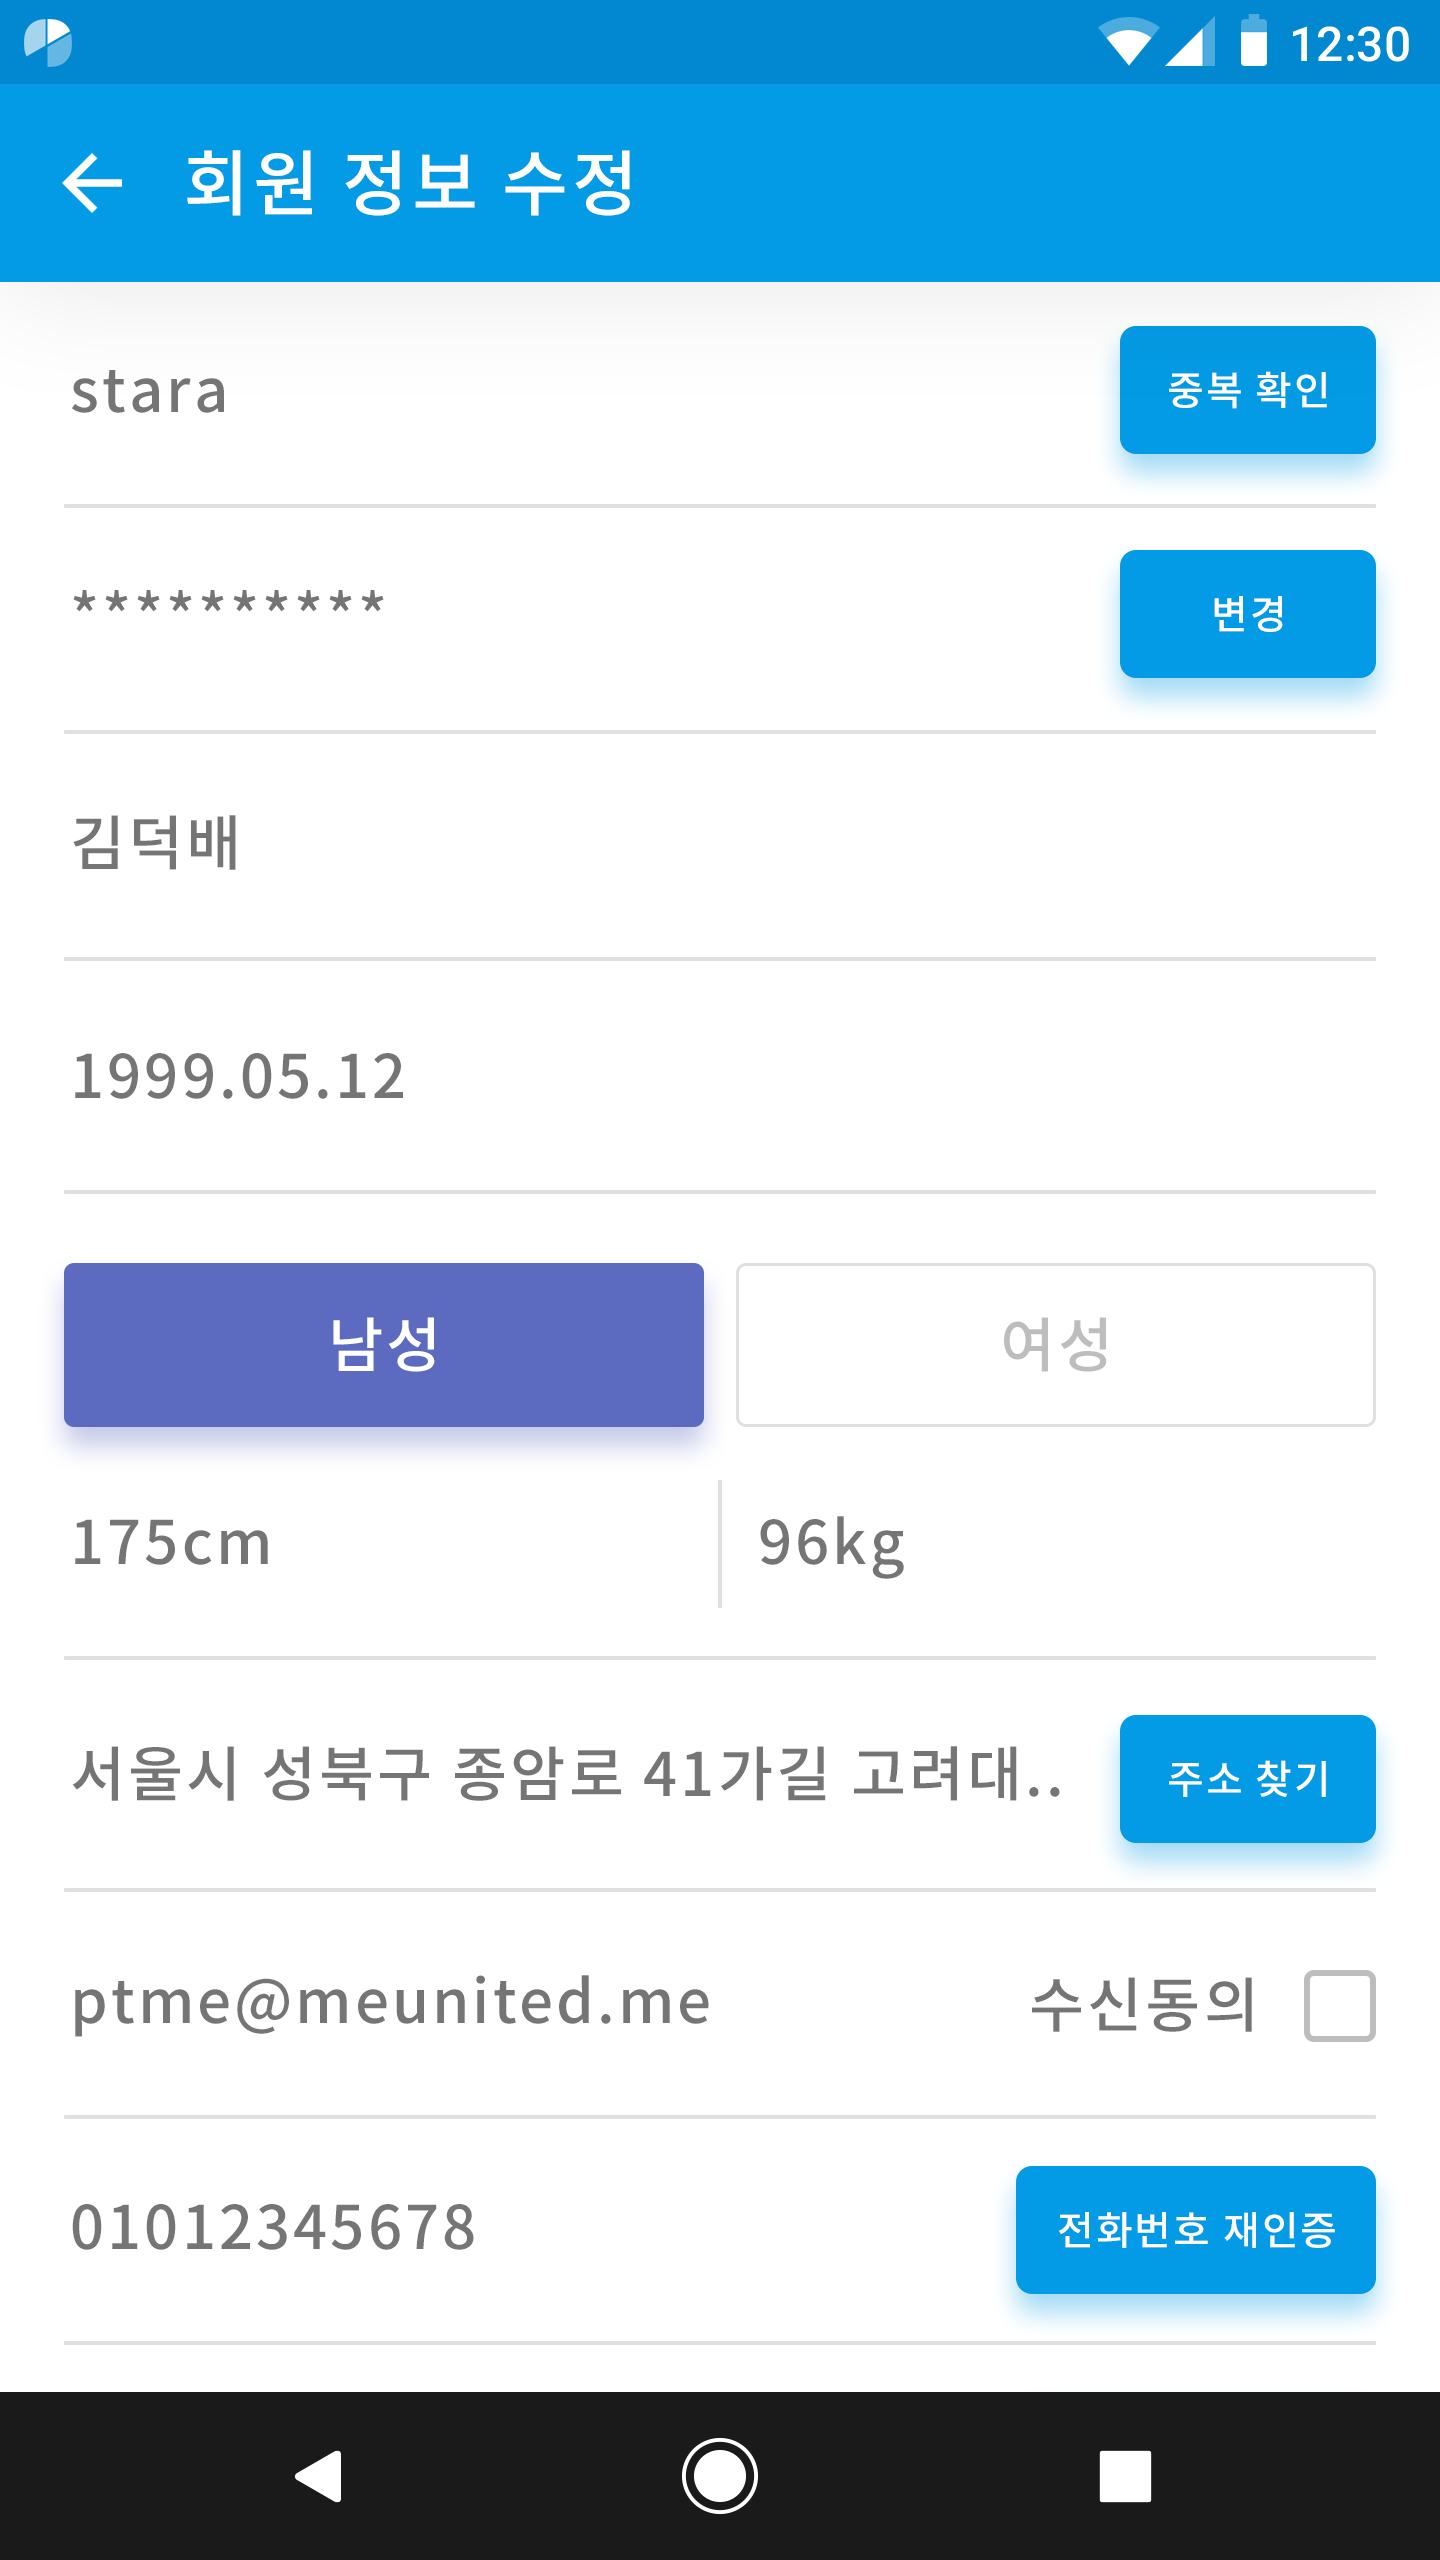 12:30
회원 정보 수정
stara
중복 확인
**********
변경
김덕배
1999.05.12
남성
여성
175cm
96kg
서울시 성북구 종암로 41가길 고려대..
주소 찾기
ptme@meunited.me
수신동의
01012345678
전화번호 재인증